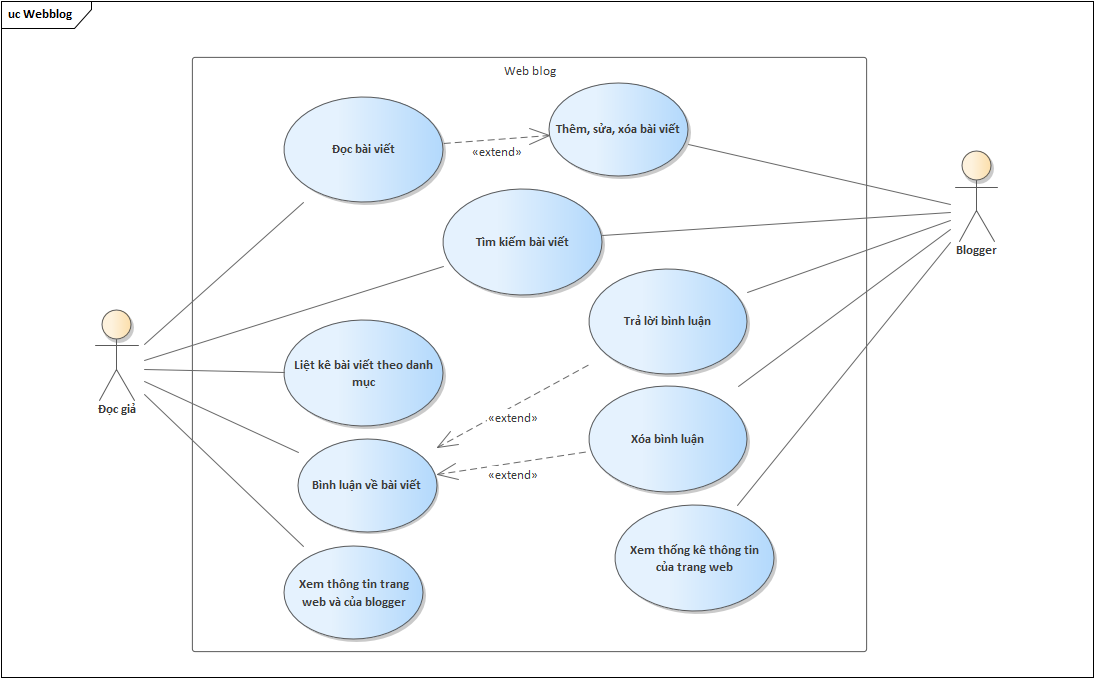 uc Webblog
Web blog
Đọc bài viết
«extend»
Thêm, sửa, xóa bài viết
Tìm kiếm bài viết
Blogger
Trả lời bình luận
Liệt kê bài viết theo danh
mục
Đọc giả
«extend»
Xóa bình luận
«extend»
Bình luận về bài viết
Xem thống kê thông tin
của trang web
Xem thông tin trang
web và của blogger